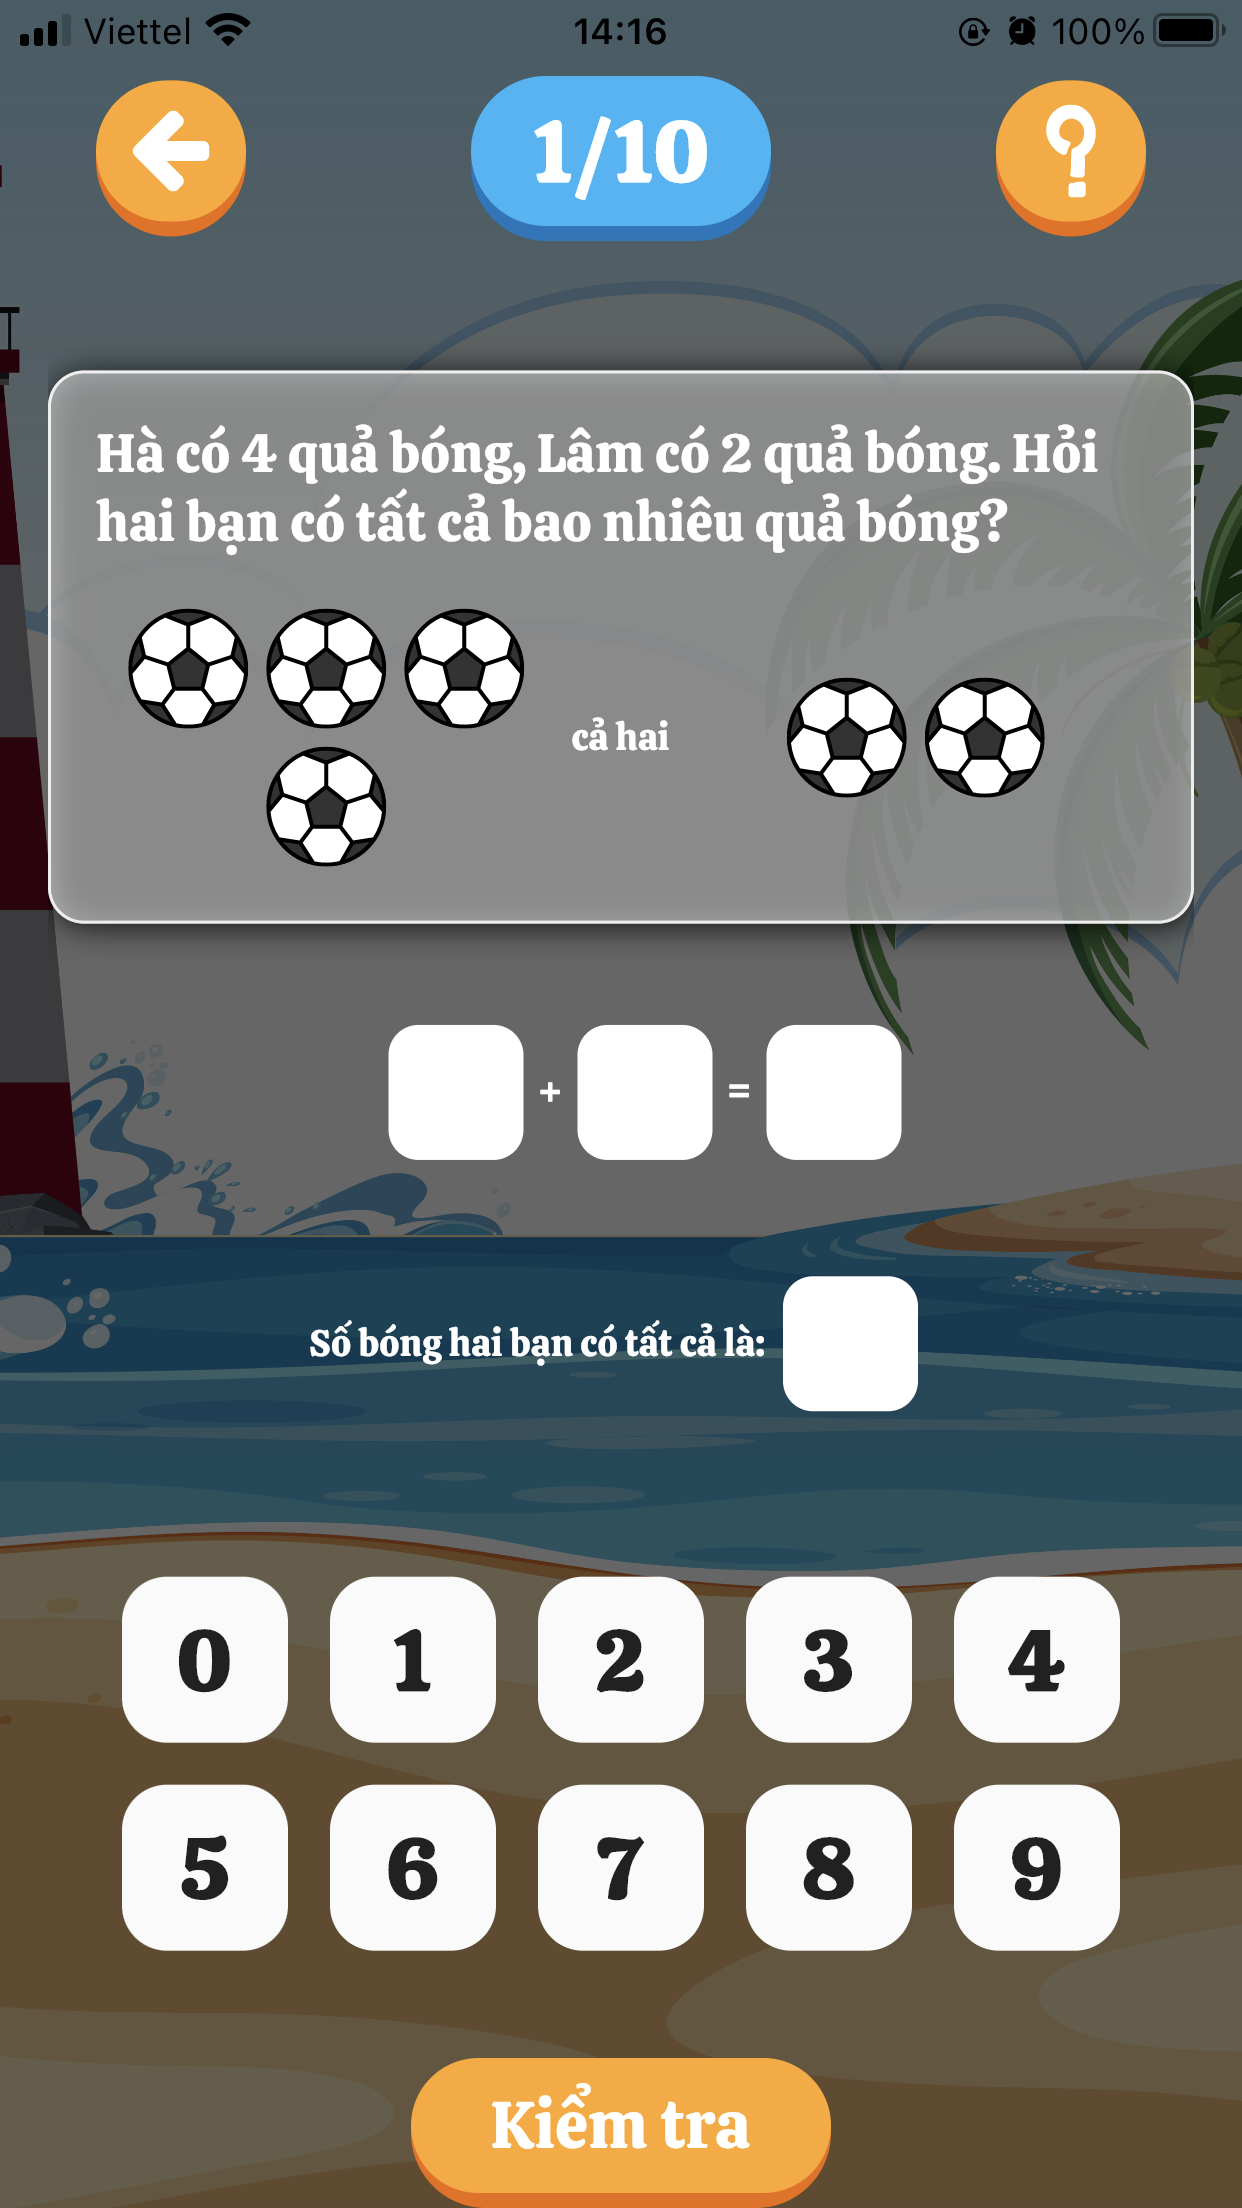 Viettel 14:16 100%
1/10
?
Hà có 4 quả bóng, Lâm có 2 quả bóng. Hỏi
hai bạn có tất cả bao nhiêu quả bóng?
cả hai
+ =
Số bóng hai bạn có tất cả là:
0 1 2 3 4
5 6 7 8 9
Kiểm tra